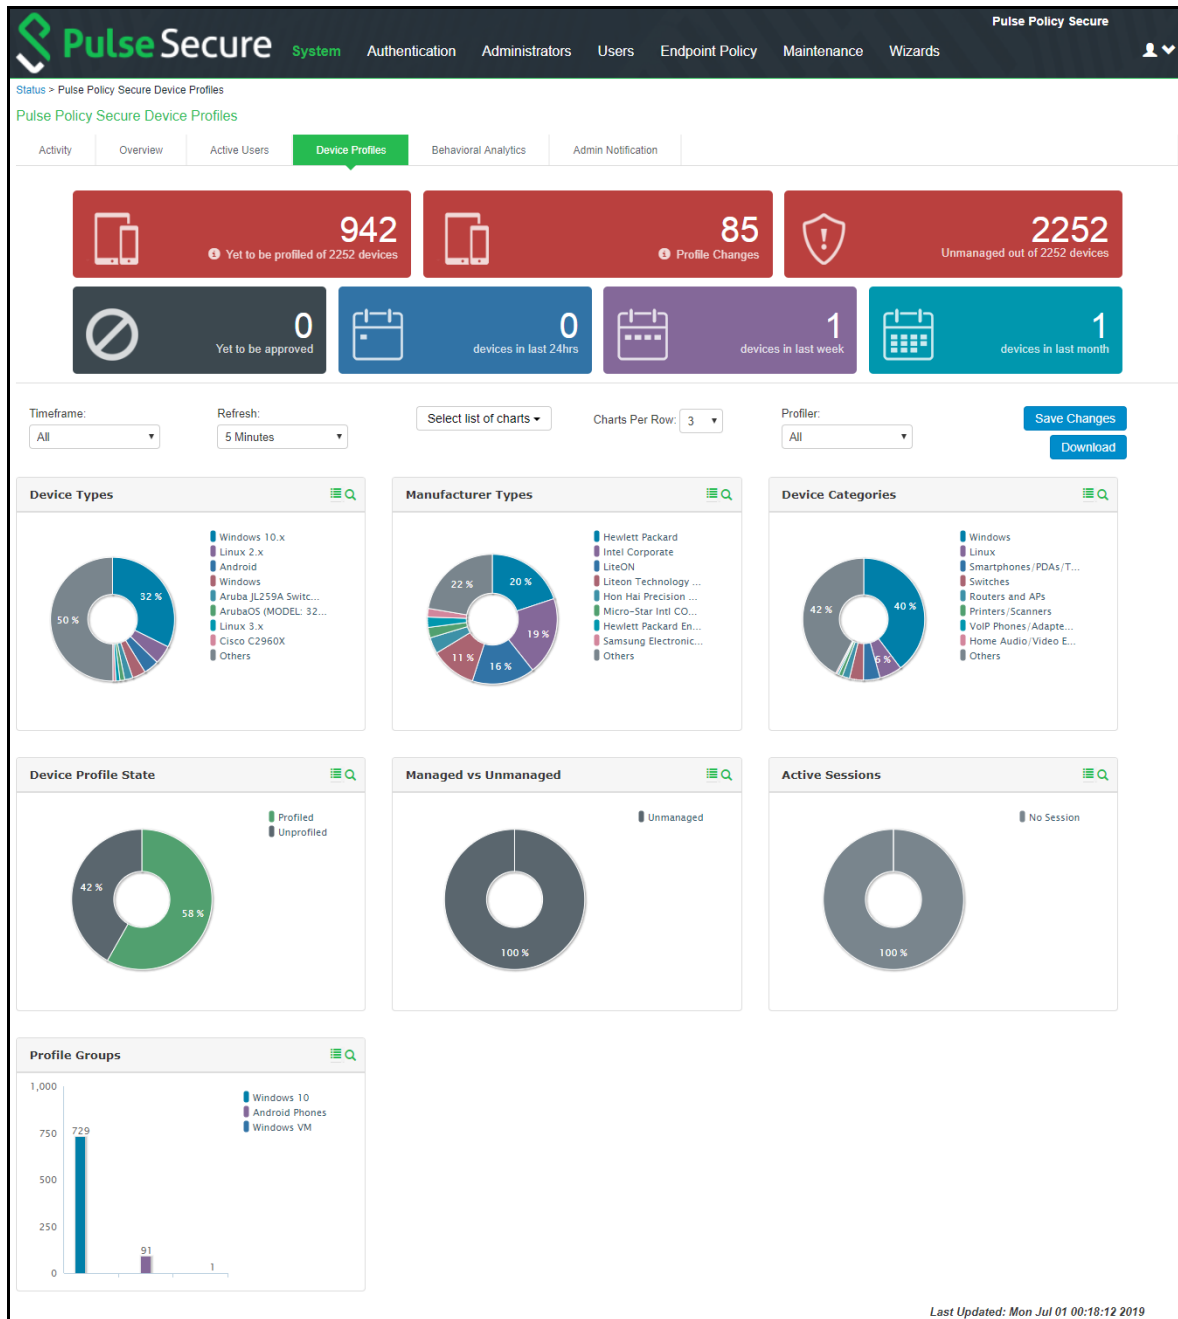 Pulse Policy Secure
Pulse Secure
System Authentication Administrators Users Endpoint Policy Maintenance Wizards
Status > Pulse Policy Secure Device Profiles
Pulse Policy Secure Device Profiles
Activity Overview Active Users Device Profiles Behavioral Analytics Admin Notification
942
Yet to be profiled of 2252 devices
85
Profile Changes
2252
Unmanaged out of 2252 devices
0
Yet to be approved
0
devices in last 24hrs
1
devices in last week
1
devices in last month
Timeframe:
All
Refresh:
5 Minutes
Select list of charts
Charts Per Row: 3
Profiler:
All
Save Changes
Download
Device Types
Windows 10.x
Linux 2.x
Android
Windows
Aruba JL259A Switc...
ArubaOS (MODEL: 32...
Linux 3.x
Cisco C2960X
Others
32 %
50 %
Manufacturer Types
Hewlett Packard
Intel Corporate
LiteON
Liteon Technology ...
Hon Hai Precision ...
Micro-Star Intl CO...
Hewlett Packard En...
Samsung Electronic...
Others
22 %
20 %
19 %
16 %
11 %
Device Categories
Windows
Linux
Smartphones/PDAs/T...
Switches
Routers and APs
Printers/Scanners
VoIP Phones/Adapte...
Home Audio/Video E...
Others
42 %
40 %
6 %
Device Profile State
Profiled
Unprofiled
42 %
58 %
Managed vs Unmanaged
Unmanaged
100 %
Active Sessions
No Session
100 %
Profile Groups
1,000
750
500
250
0
729
91
1
Windows 10
Android Phones
Windows VM
Last Updated: Mon Jul 01 00:18:12 2019